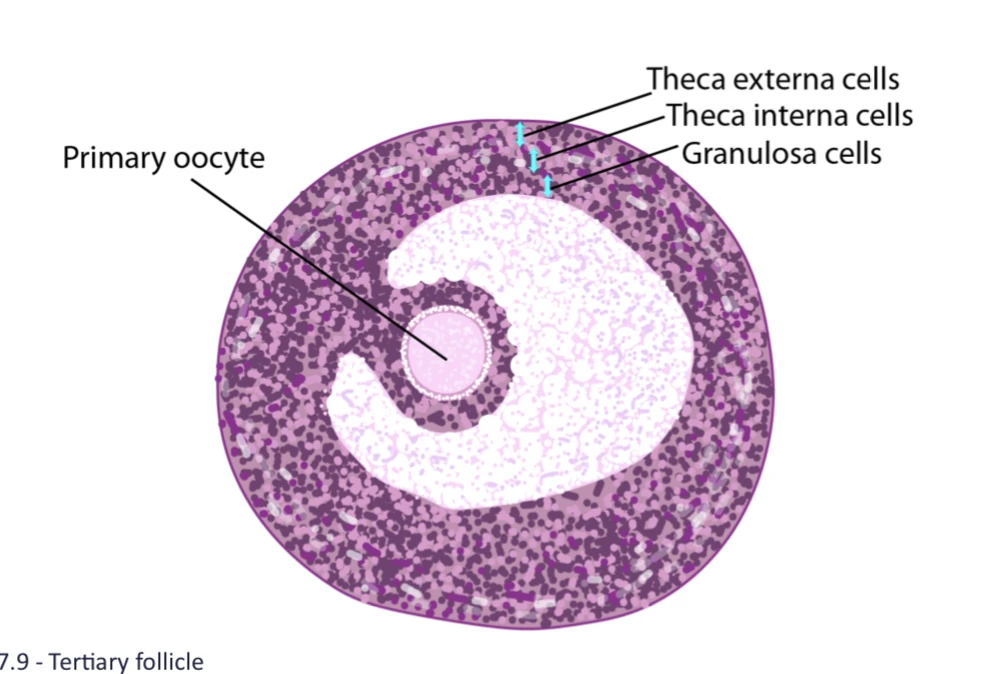 Theca externa cells
Theca interna cells
Granulosa cells
Primary oocyte
7.9 - Tertiary follicle